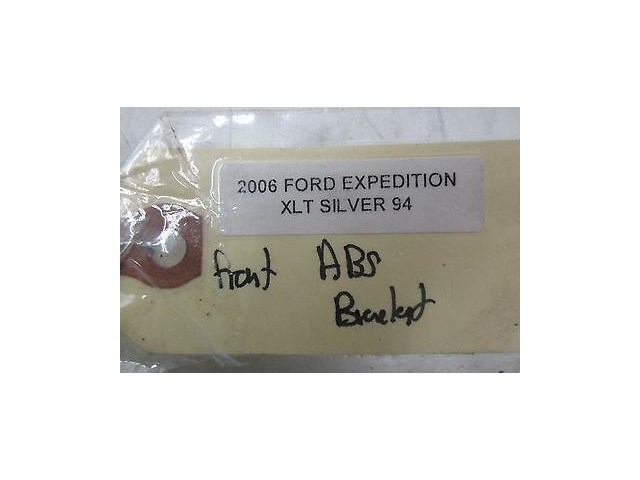 2006 FORD EXPEDITION
XLT SILVER 94
front ABS
Bracket